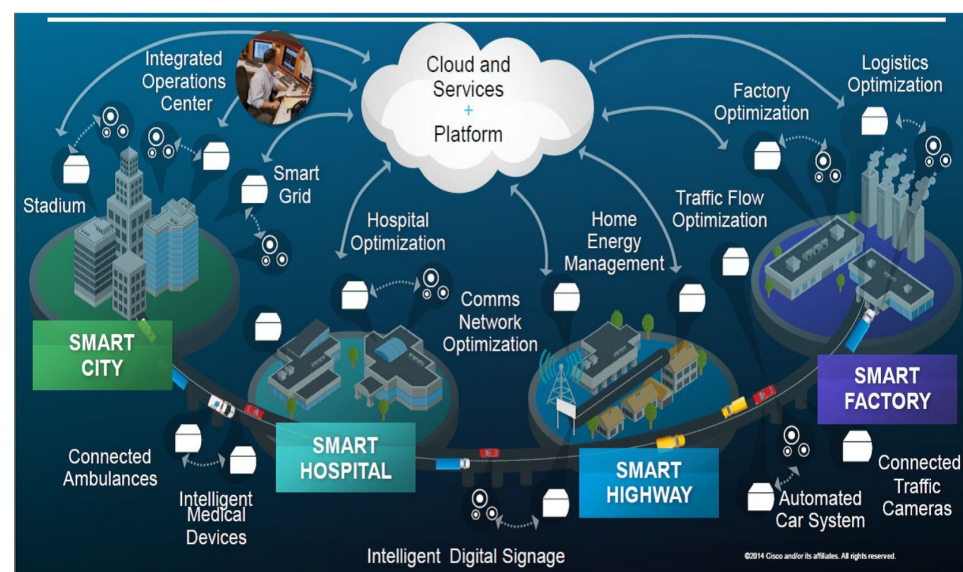 Integrated
Operations
Center
Cloud and
Services
+
Platform
Logistics
Optimization
Factory
Optimization
Stadium
Smart
Grid
Hospital
Optimization
Home
Energy
Management
Traffic Flow
Optimization
Comms
Network
Optimization
SMART
CITY
SMART
HOSPITAL
SMART
HIGHWAY
SMART
FACTORY
Connected
Ambulances
Intelligent
Medical
Devices
Intelligent Digital Signage
Automated
Car System
Connected
Traffic
Cameras
©2014 Cisco and/or its affiliates. All rights reserved.